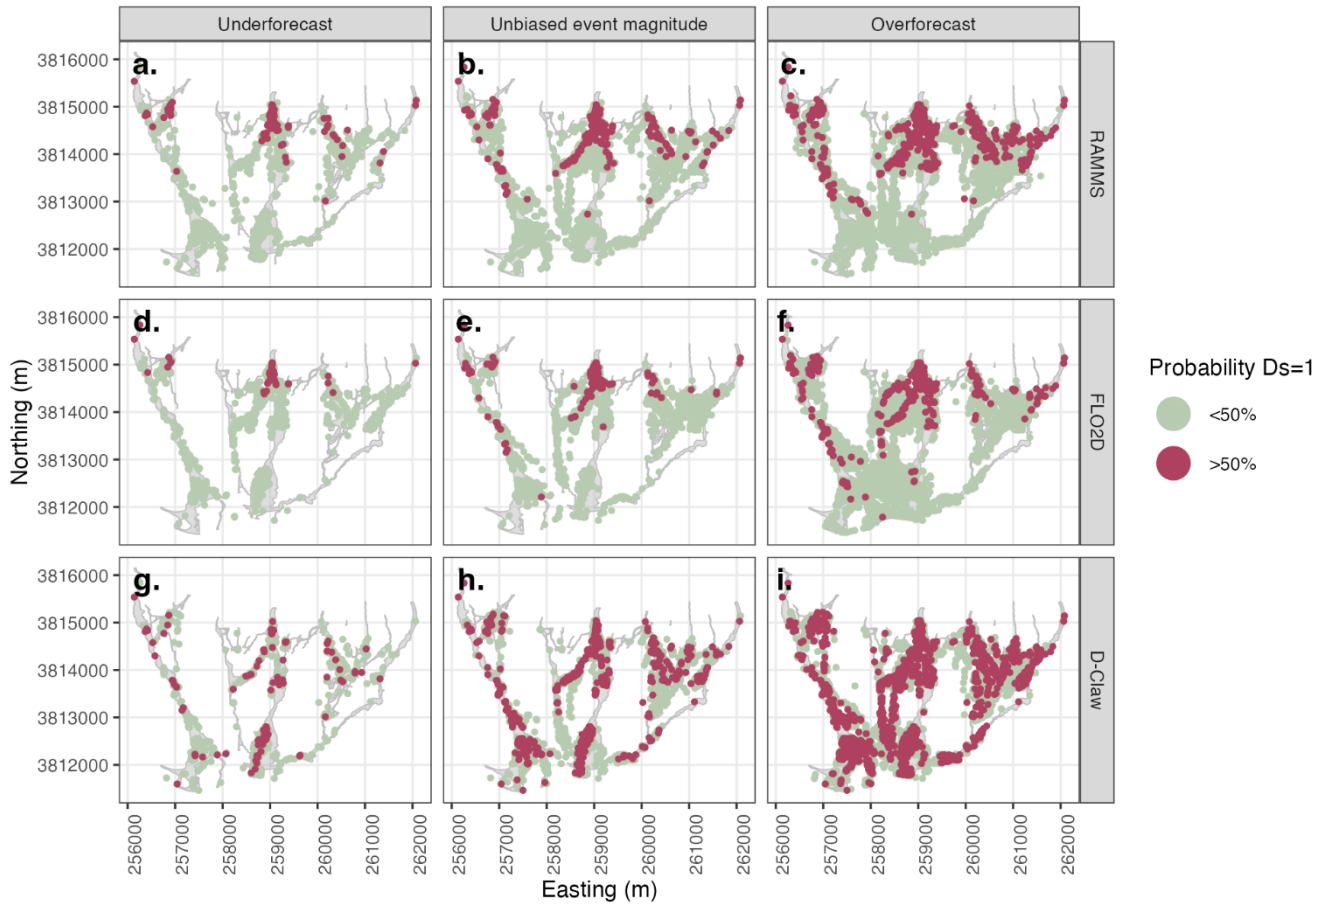 Underforecast
Unbiased event magnitude
Overforecast
a.
b.
c.
3816000
3815000
3814000
3813000
3812000
RAMMS
d.
e.
f.
3816000
3815000
3814000
3813000
3812000
FLO2D
Northing (m)
Probability Ds=1
<50%
>50%
g.
h.
i.
3816000
3815000
3814000
3813000
3812000
D-Claw
256000
257000
258000
259000
260000
261000
262000
256000
257000
258000
259000
260000
261000
262000
256000
257000
258000
259000
260000
261000
262000
Easting (m)